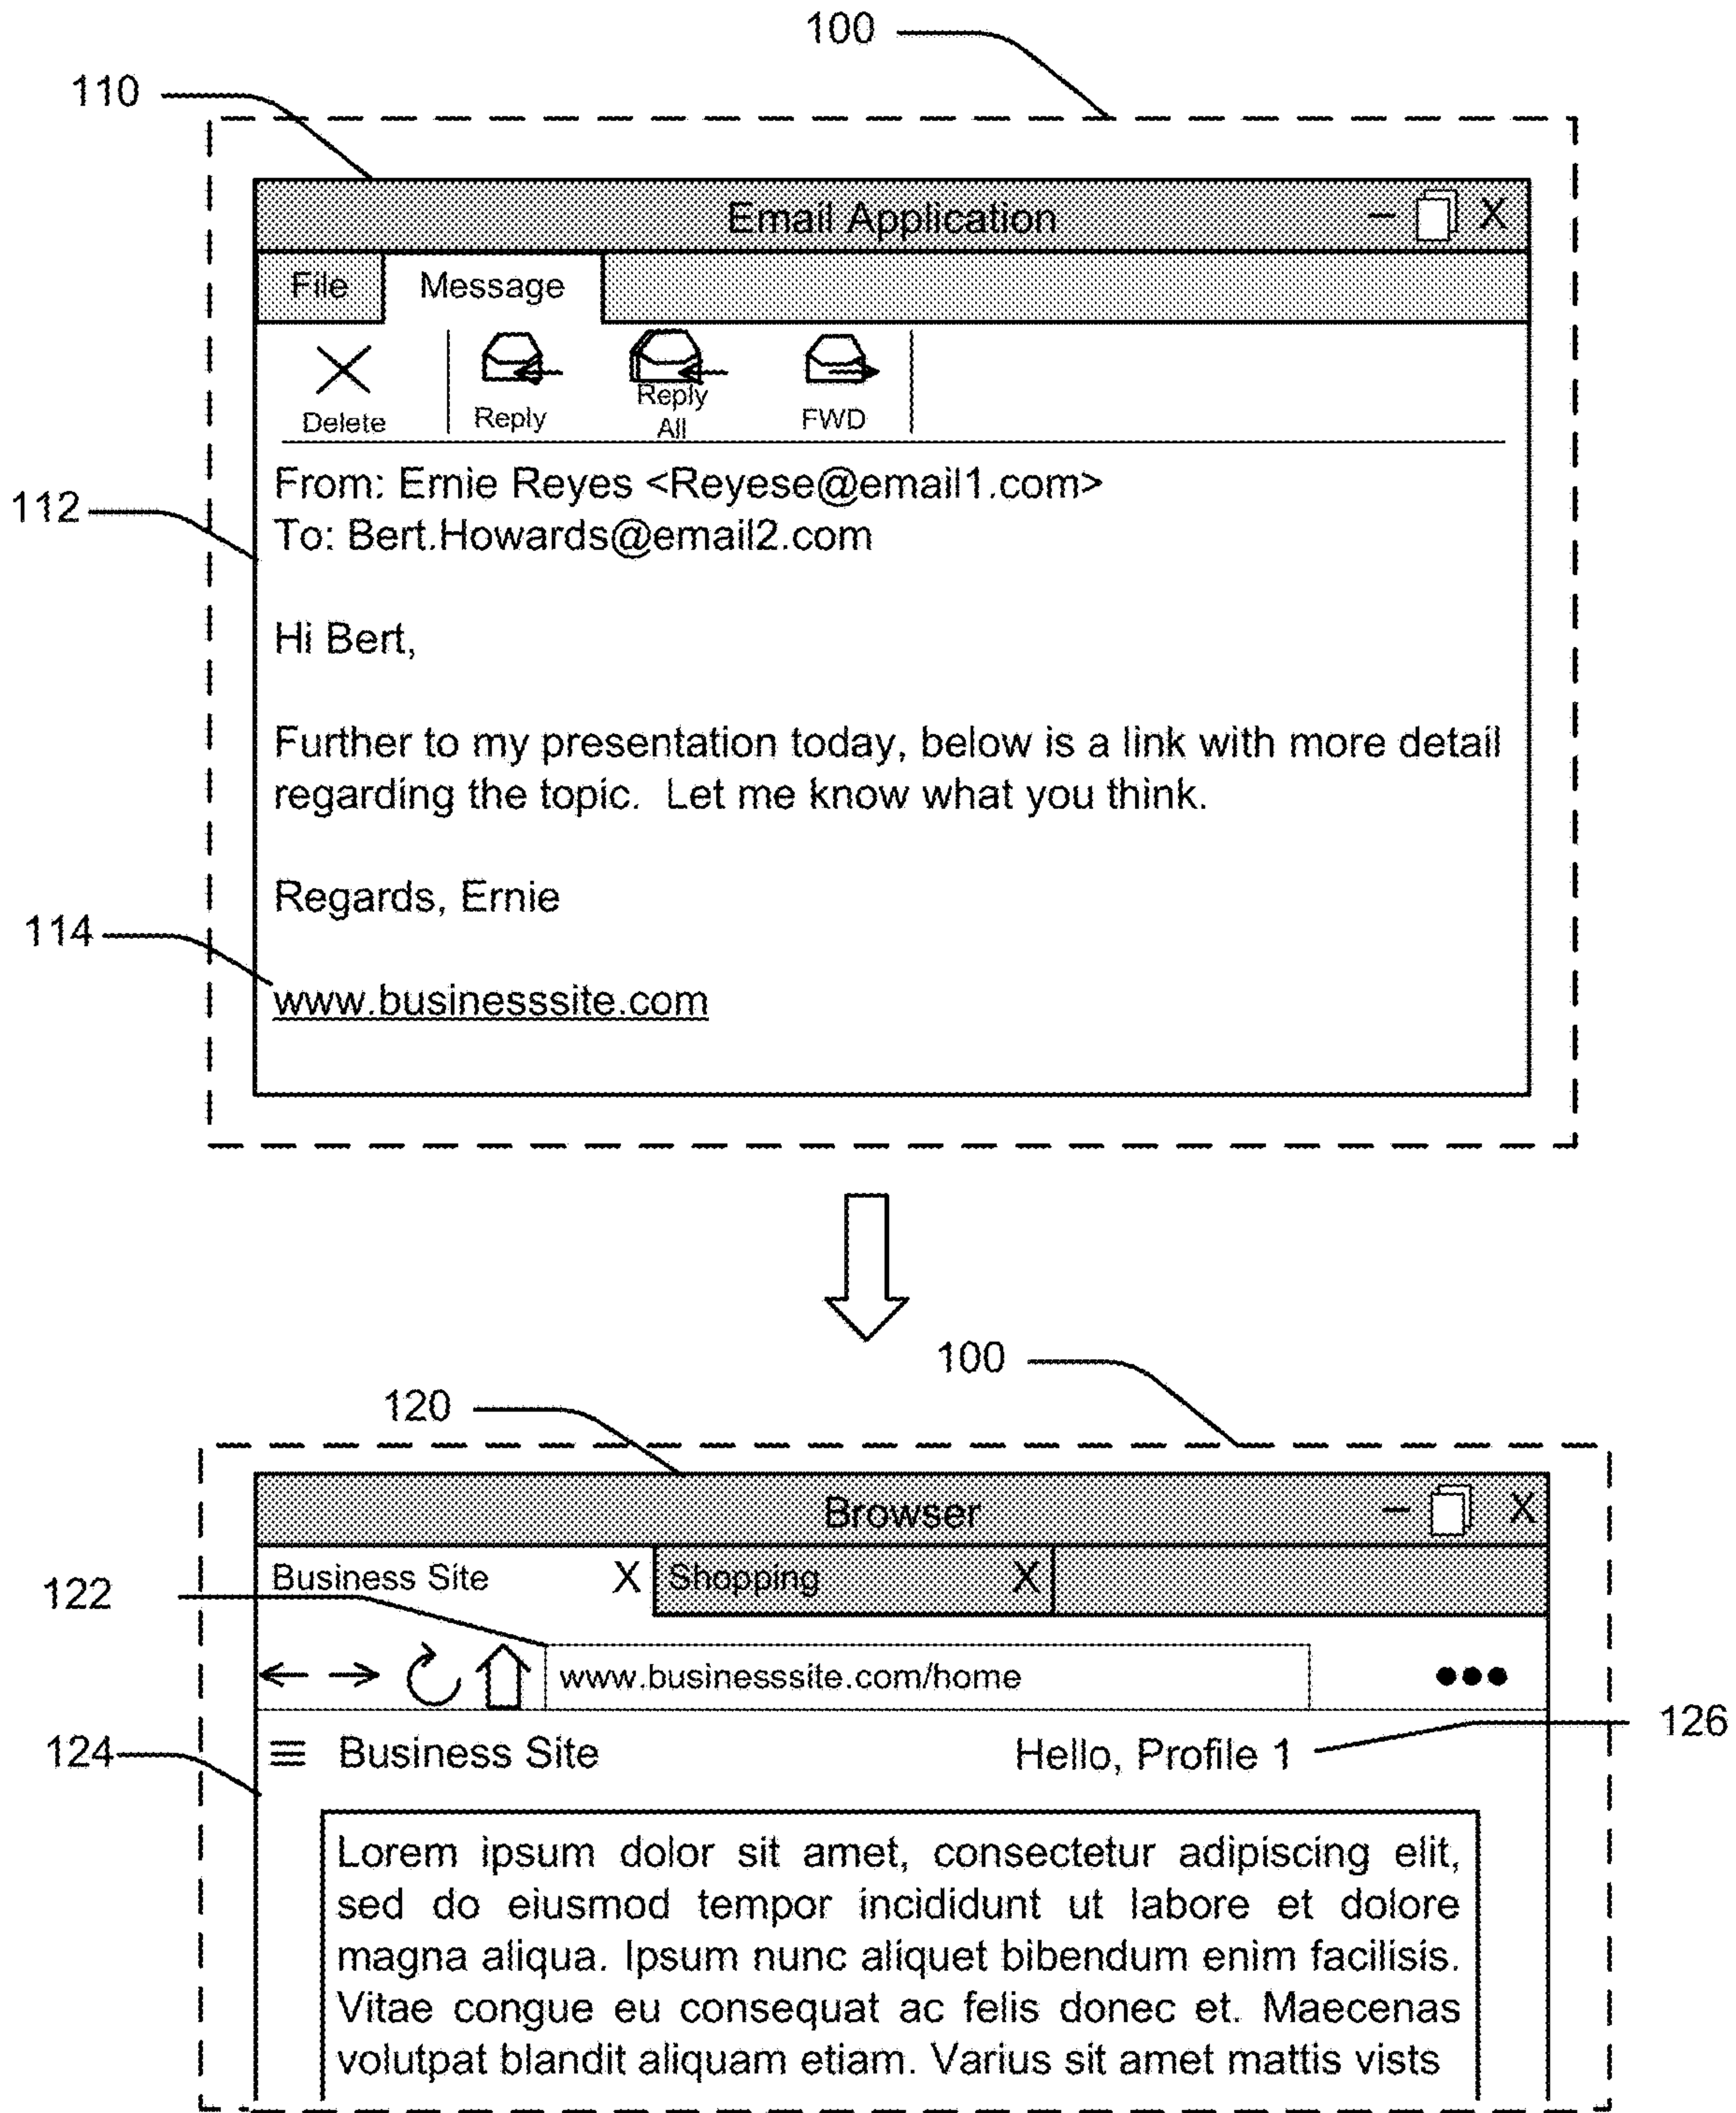 100
110
Email Application
– X
File Message
Delete
Reply
Reply
All
FWD
112
From: Ernie Reyes <Reyese@email1.com>
To: Bert.Howards@email2.com
Hi Bert,
Further to my presentation today, below is a link with more detail
regarding the topic. Let me know what you think.
Regards, Ernie
114
www.businesssite.com
100
120
Browser
– X
Business Site X Shopping X
122
www.businesssite.com/home
126
124
Business Site Hello, Profile 1
Lorem ipsum dolor sit amet, consectetur adipiscing elit,
sed do eiusmod tempor incididunt ut labore et dolore
magna aliqua. Ipsum nunc aliquet bibendum enim facilisis.
Vitae congue eu consequat ac felis donec et. Maecenas
volutpat blandit aliquam etiam. Varius sit amet mattis vists